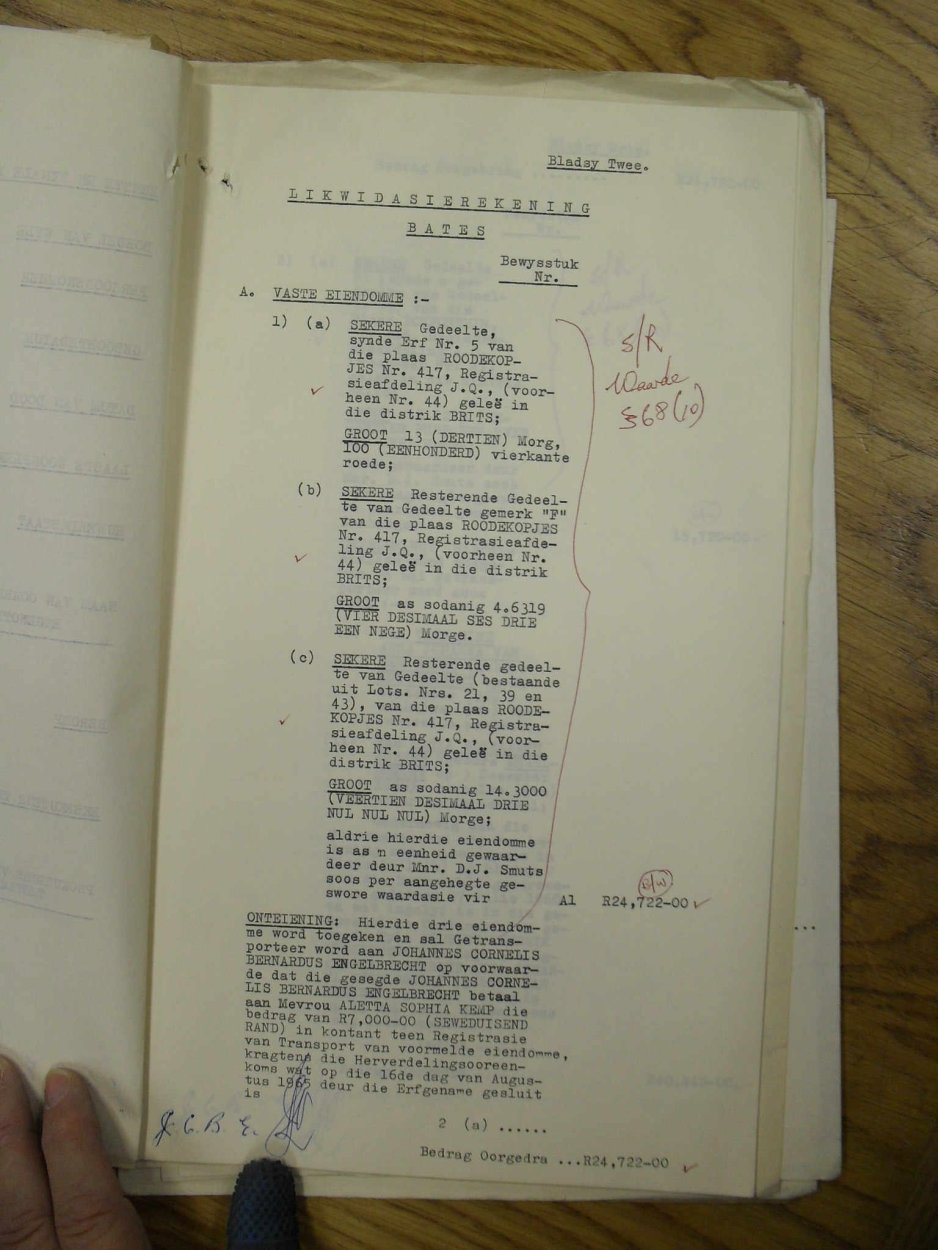 Bladsy Twee.
LIKWIDASIEREKENING
BATES
Bewysstuk
Nr.
A. VASTE EIENDOMME :-
1) (a) SEKERE Gedeelte,
synde Erf Nr. 5 van
die plaas ROODEKOP-
JES Nr. 417, Registra-
sieafdeling J.Q., (voor-
heen Nr. 44) geleë in
die distrik BRITS;
GROOT 13 (DERTIEN) Morg,
100 (EENHONDERD) vierkante
roede;
S/R
Waarde
§68(10)
(b) SEKERE Resterende Gedeel-
te van Gedeelte gemerk "F"
van die plaas ROODEKOPJES
Nr. 417, Registrasieafde-
ling J.Q., (voorheen Nr.
44) geleë in die distrik
BRITS;
GROOT as sodanig 4.6319
(VIER DESIMAAL SES DRIE
EEN NEGE) Morge.
(c) SEKERE Resterende gedeel-
te van Gedeelte (bestaande
uit Lots. Nrs. 21, 39 en
43), van die plaas ROODE-
KOPJES Nr. 417, Registra-
sieafdeling J.Q., (voor-
heen Nr. 44) geleë in die
distrik BRITS;
GROOT as sodanig 14.3000
(VEERTIEN DESIMAAL DRIE
NUL NUL NUL) Morge;
aldrie hierdie eiendomme
is as 'n eenheid gewaar-
deer deur Mnr. D.J. Smuts
soos per aangehegte ge-
swore waardasie vir A1 R24,722-00
ONTEIENING: Hierdie drie eiendom-
me word toegeken en sal Getrans-
porteer word aan JOHANNES CORNELIS
BERNARDUS ENGELBRECHT op voorwaar-
de dat die gesegde JOHANNES CORNE-
LIS BERNARDUS ENGELBRECHT betaal
aan Mevrou ALETTA SOPHIA KEMP die
bedrag van R7,000-00 (SEWEDUISEND
RAND) in kontant teen Registrasie
van Transport van voormelde eiendomme,
kragtens die Herverdelingsooreen-
koms wat op die 16de dag van Augus-
tus 1965 deur die Erfgename gesluit
is
J. C. B. E.
2 (a) ......
Bedrag Oorgedra ...R24,722-00